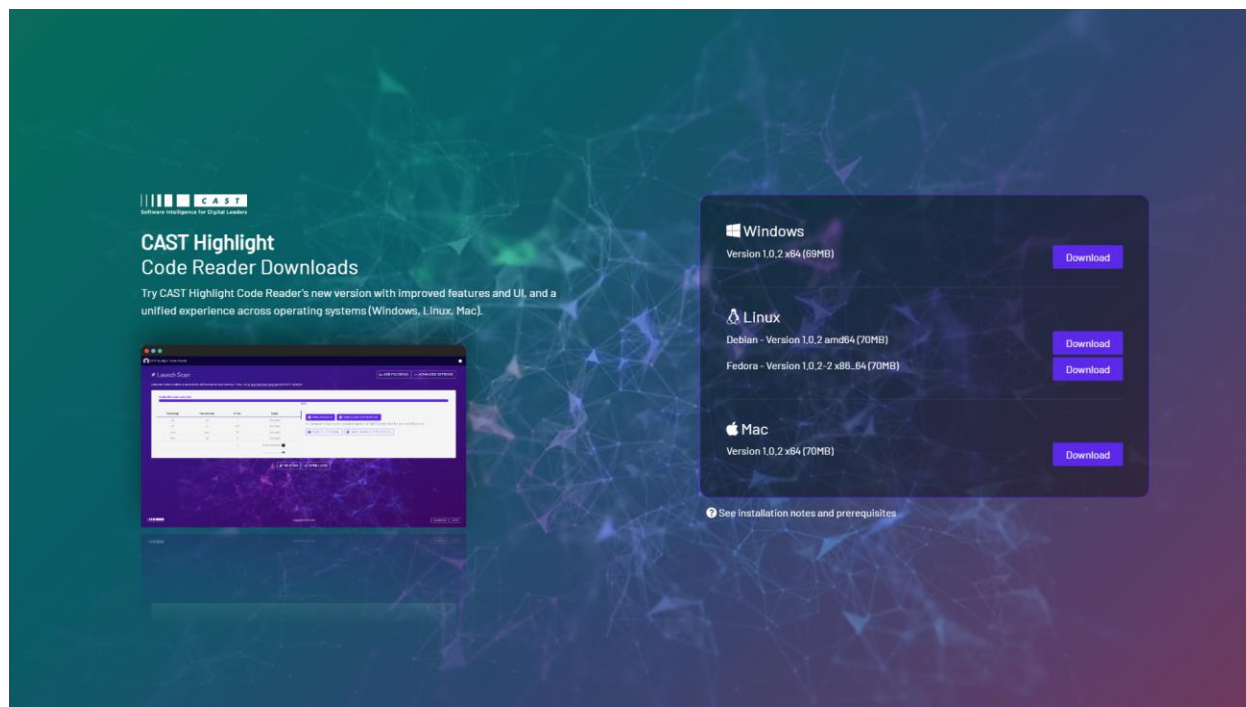 CAST
Software Intelligence for Digital Leaders
CAST Highlight
Code Reader Downloads
Try CAST Highlight Code Reader's new version with improved features and UI, and a
unified experience across operating systems (Windows, Linux, Mac).
Launch Scan
Windows
Version 1.0.2 x64 (69MB)
Download
Linux
Debian - Version 1.0.2 amd64 (70MB)
Download
Fedora - Version 1.0.2-2 x86_64 (70MB)
Download
Mac
Version 1.0.2 x64 (70MB)
Download
See installation notes and prerequisites